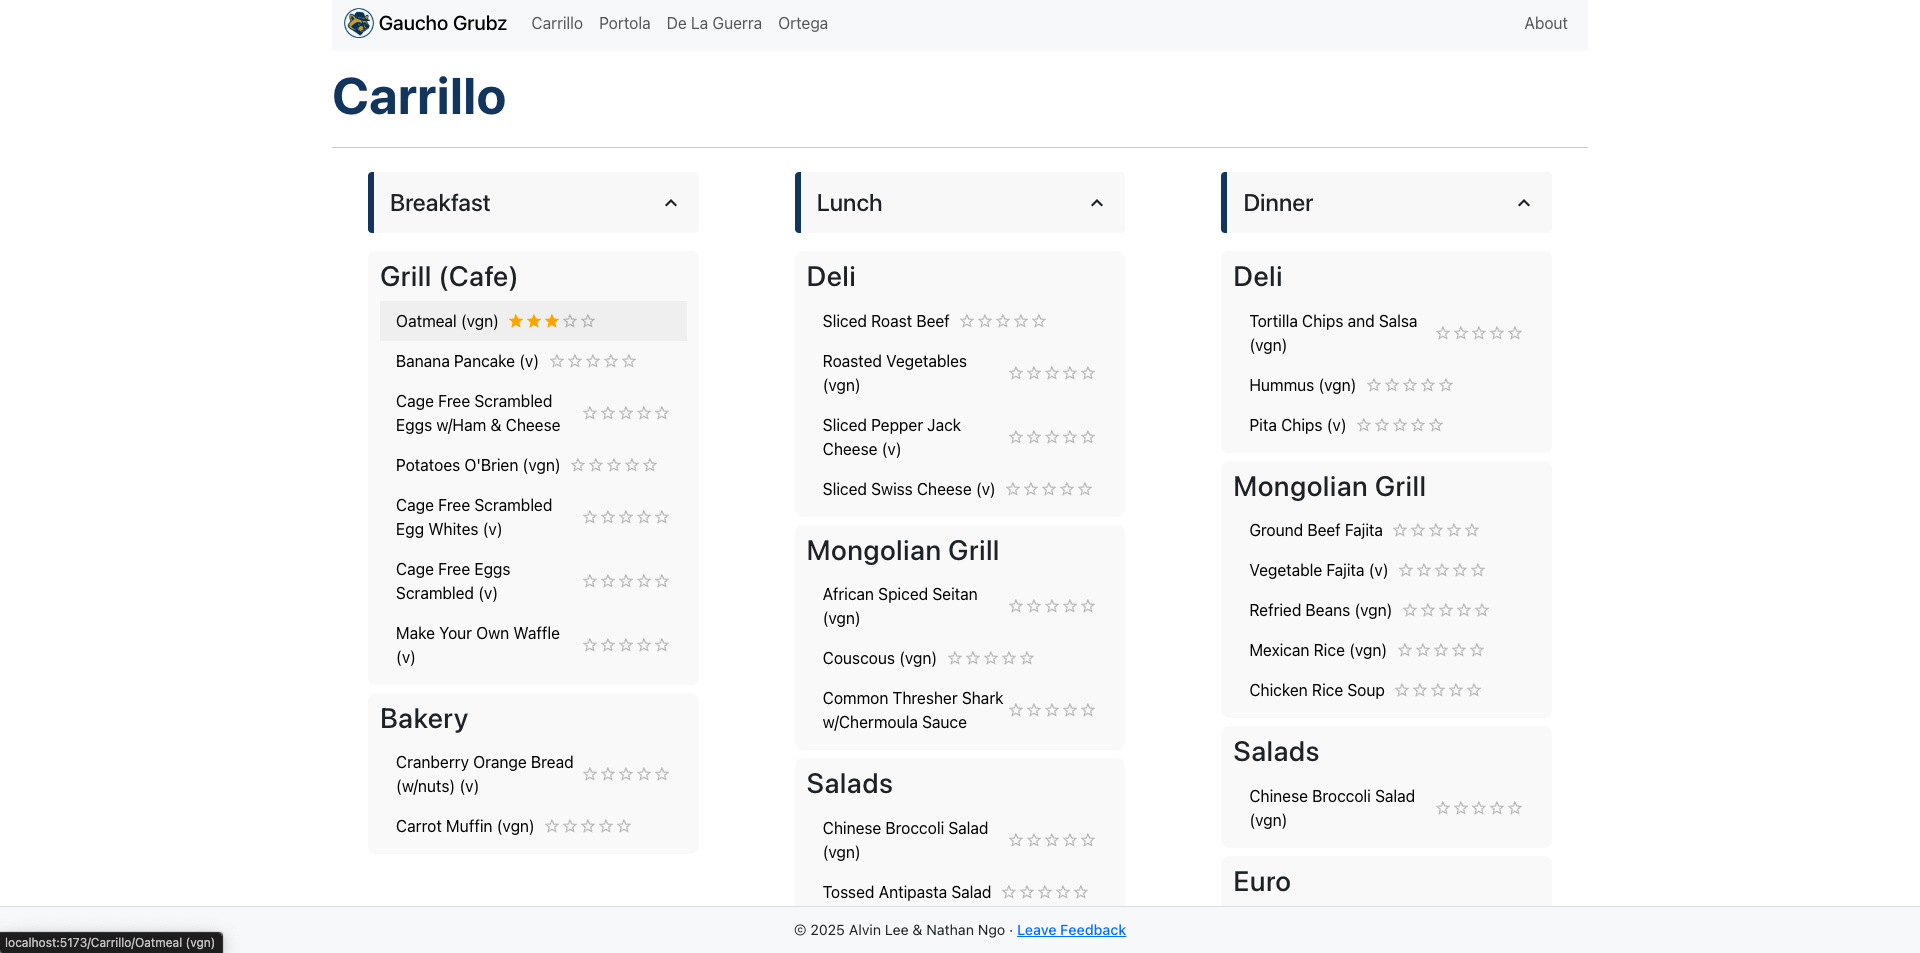 Gaucho Grubz Carrillo Portola De La Guerra Ortega About
Carrillo
Breakfast
Grill (Cafe)
Oatmeal (vgn)
Banana Pancake (v)
Cage Free Scrambled
Eggs w/Ham & Cheese
Potatoes O'Brien (vgn)
Cage Free Scrambled
Egg Whites (v)
Cage Free Eggs
Scrambled (v)
Make Your Own Waffle
(v)
Bakery
Cranberry Orange Bread
(w/nuts) (v)
Carrot Muffin (vgn)
Lunch
Deli
Sliced Roast Beef
Roasted Vegetables
(vgn)
Sliced Pepper Jack
Cheese (v)
Sliced Swiss Cheese (v)
Mongolian Grill
African Spiced Seitan
(vgn)
Couscous (vgn)
Common Thresher Shark
w/Chermoula Sauce
Salads
Chinese Broccoli Salad
(vgn)
Tossed Antipasta Salad
Dinner
Deli
Tortilla Chips and Salsa
(vgn)
Hummus (vgn)
Pita Chips (v)
Mongolian Grill
Ground Beef Fajita
Vegetable Fajita (v)
Refried Beans (vgn)
Mexican Rice (vgn)
Chicken Rice Soup
Salads
Chinese Broccoli Salad
(vgn)
Euro
© 2025 Alvin Lee & Nathan Ngo · Leave Feedback
localhost:5173/Carrillo/Oatmeal (vgn)